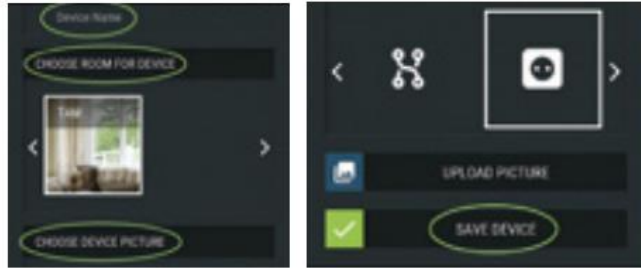 Device Name
CHOOSE ROOM FOR DEVICE
CHOOSE DEVICE PICTURE
UPLOAD PICTURE
SAVE DEVICE